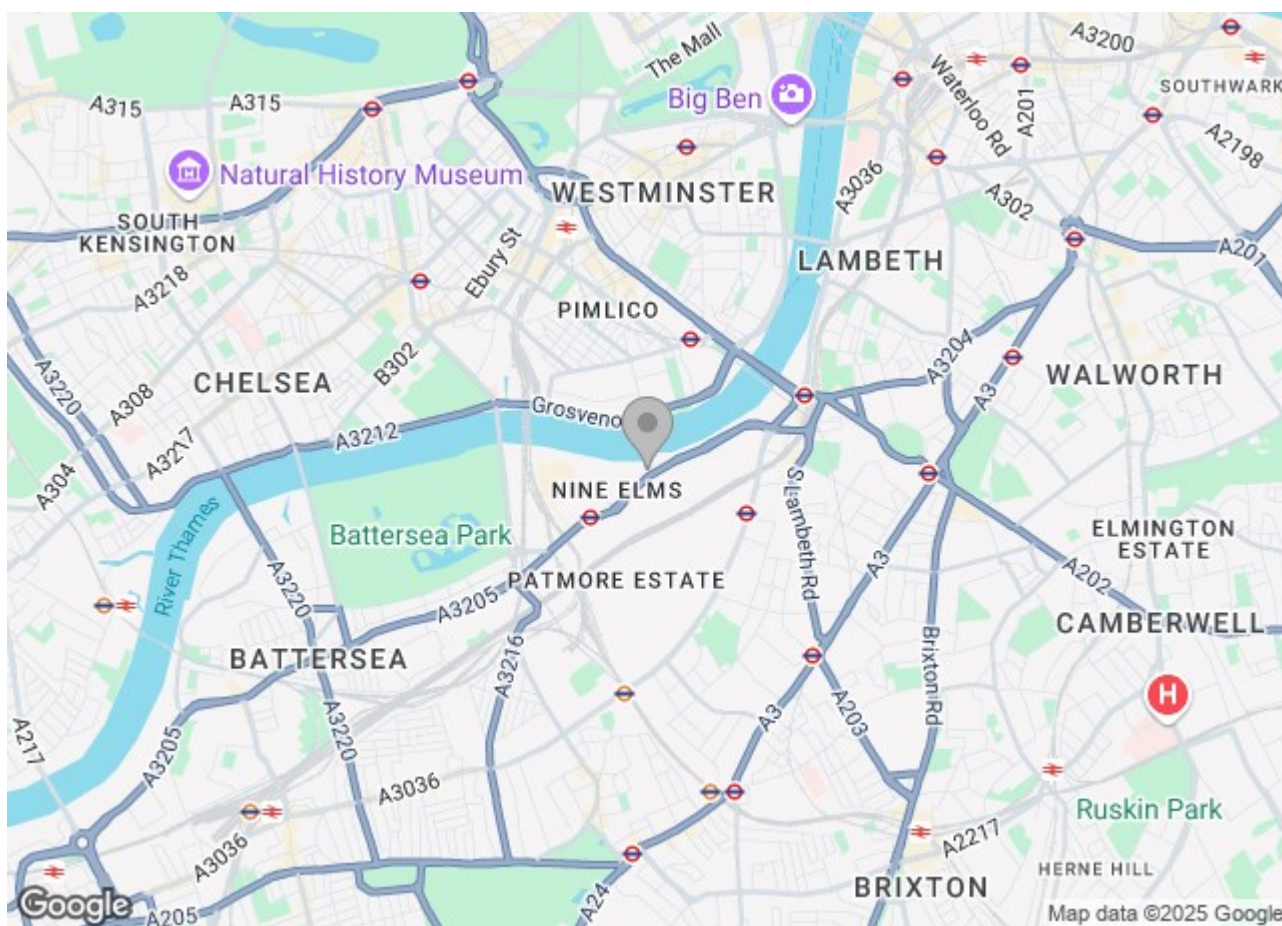 The Mall
A3200
Waterloo Rd
A201
SOUTHWARK
A315
A315
Big Ben
A2198
Natural History Museum
WESTMINSTER
A3036
A302
SOUTH
KENSINGTON
Ebury St
LAMBETH
A201
A3218
PIMLICO
A3220
A308
CHELSEA
B302
A3204
A3
WALWORTH
A3217
A304
A3212
Grosveno
NINE ELMS
S Lambeth Rd
River Thames
Battersea Park
A3
ELMINGTON
ESTATE
A202
PATMORE ESTATE
A3220
A3205
CAMBERWELL
BATTERSEA
A3216
Brixton Rd
H
A203
A3
A217
A3205
A3220
A3036
Ruskin Park
A3036
A2217
HERNE HILL
BRIXTON
A24
Google
A205
Map data ©2025 Google